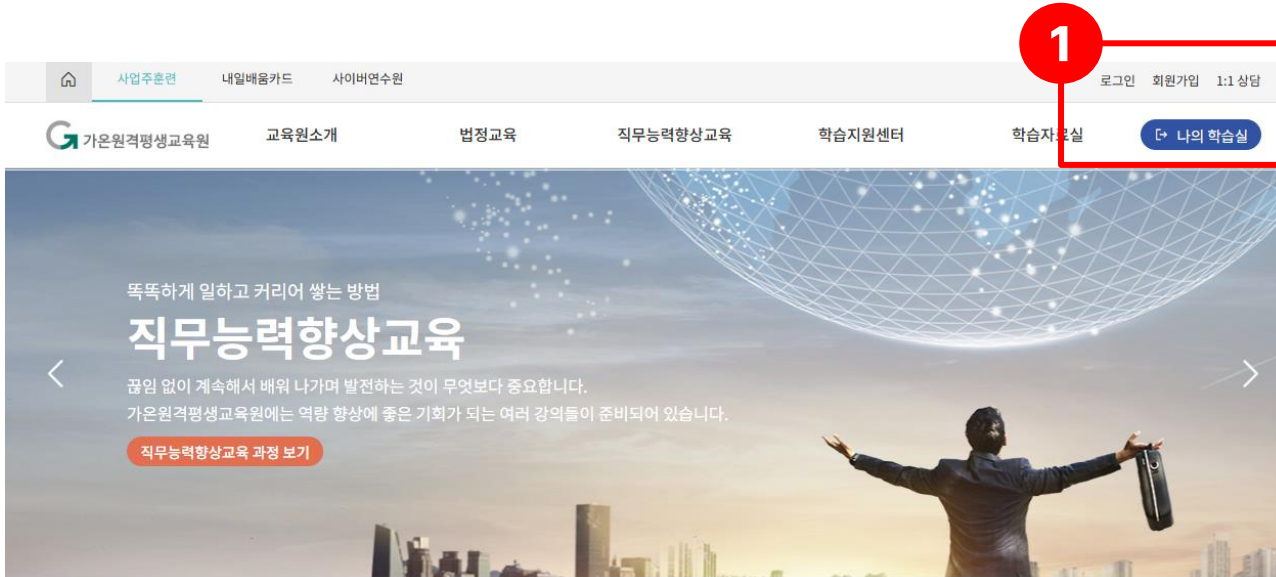 1
사업주훈련 내일배움카드 사이버연수원 로그인 회원가입 1:1 상담
가온원격평생교육원 교육원소개 법정교육 직무능력향상교육 학습지원센터 학습자료실 나의 학습실
똑똑하게 일하고 커리어 쌓는 방법
직무능력향상교육
끊임 없이 계속해서 배워 나가며 발전하는 것이 무엇보다 중요합니다.
가온원격평생교육원에는 역량 향상에 좋은 기회가 되는 여러 강의들이 준비되어 있습니다.
직무능력향상교육 과정 보기